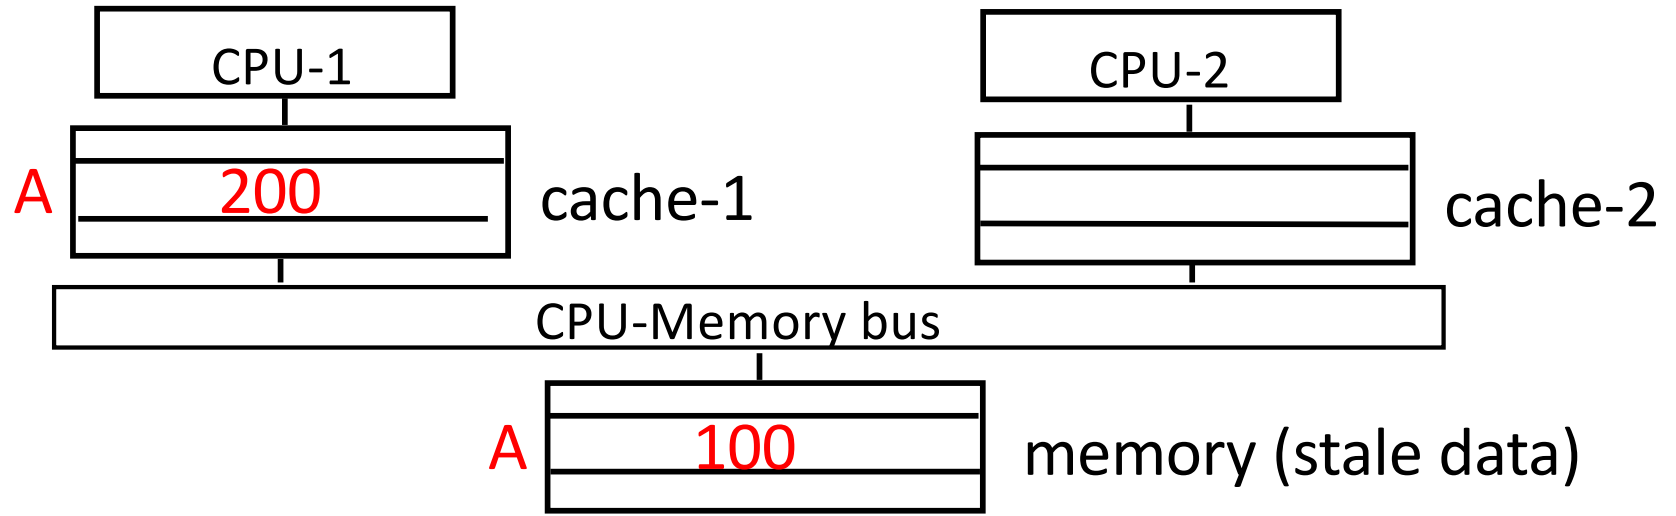 CPU-1
CPU-2
A 200
cache-1
cache-2
CPU-Memory bus
A 100
memory (stale data)